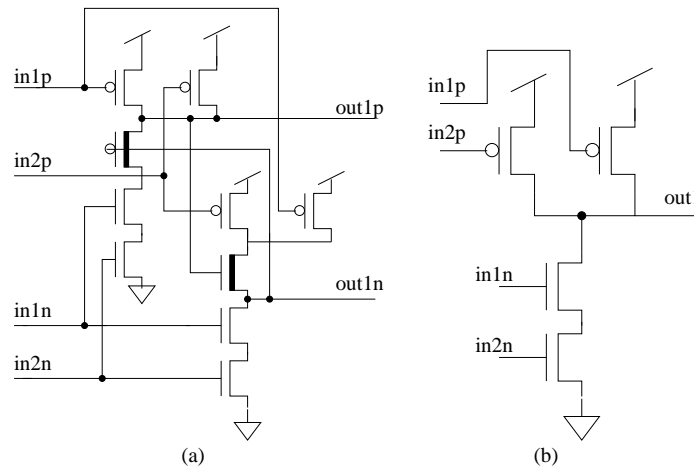 in1p
out1p
in2p
out1n
in1n
in2n
(a)
in1p
in2p
out
in1n
in2n
(b)